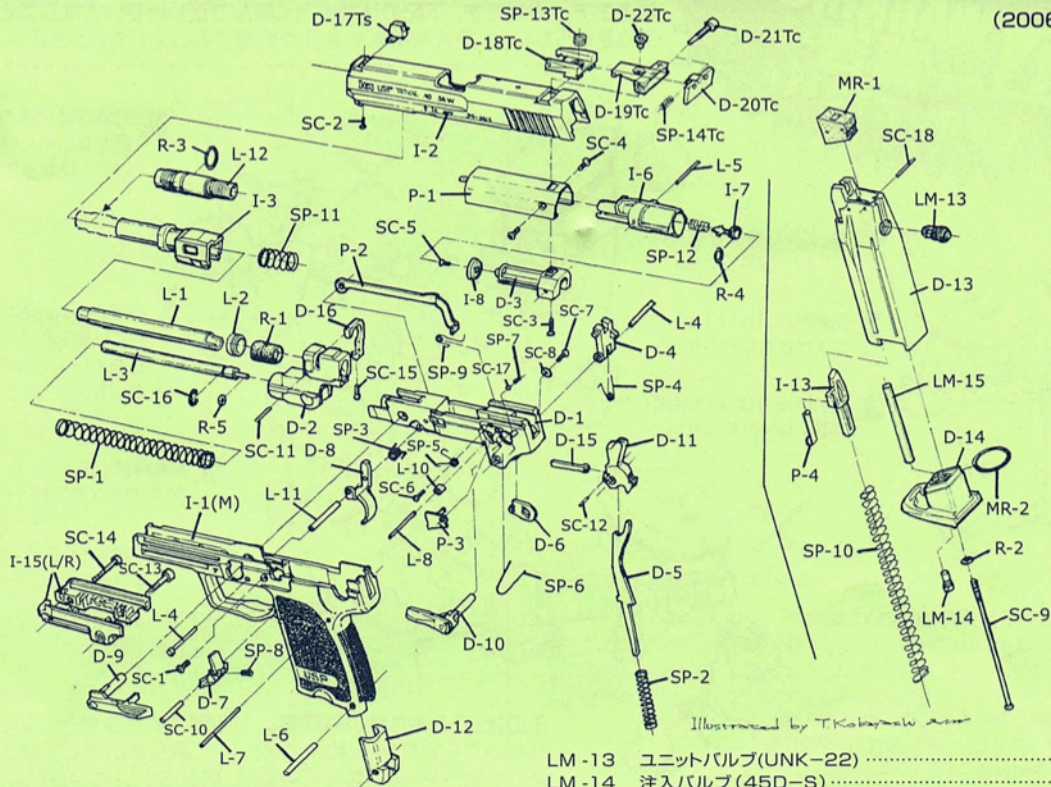 (2006
D-17Ts
SP-13Tc
D-22Tc
D-18Tc
D-21Tc
MR-1
D-20Tc
D-19Tc
SP-14Tc
SC-18
SC-2
I-2
SC-4
R-3
L-12
L-5
P-1
I-6
I-7
LM-13
I-3
SP-11
SC-5
P-2
SP-12
R-4
L-1
L-2
D-16
I-8
D-3
D-13
R-1
SC-3
SC-7
L-4
SP-7
SC-8
D-4
L-3
SP-9
SC-17
SC-15
SP-4
I-13
LM-15
SC-16
D-2
D-1
R-5
SP-3
SP-5
D-15
D-11
D-14
SC-11
D-8
L-10
P-4
SP-1
SC-6
MR-2
I-1(M)
L-11
SC-12
P-3
D-6
R-2
SC-14
L-8
SP-10
I-15(L/R)
SC-13
D-5
SP-6
L-4
D-10
LM-14
SC-9
D-9
SP-8
SC-1
D-7
USP
SP-2
SC-10
D-12
L-7
L-6
Illustrated by T.Kobayashi
LM-13 ユニットバルブ(UNK-22)
LM-14 注入バルブ(45D-S)